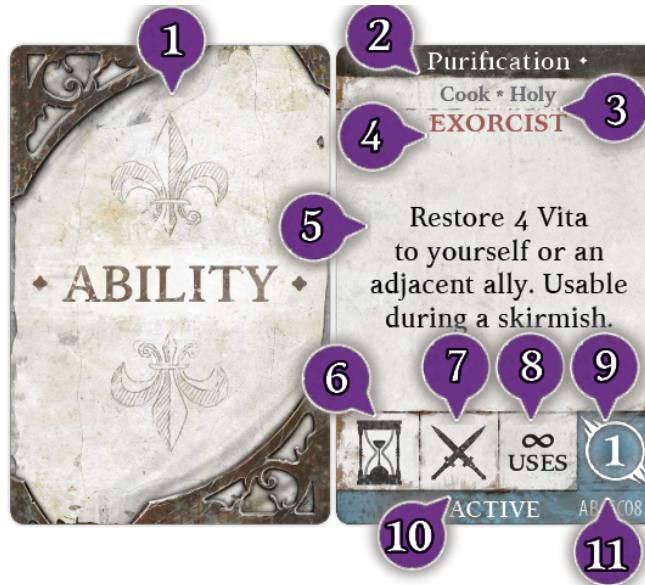 1
ABILITY
2
Purification
3
Cook * Holy
4
EXORCIST
5
Restore 4 Vita
to yourself or an
adjacent ally. Usable
during a skirmish.
6
7
8
9
∞
USES
1
10
ACTIVE
11